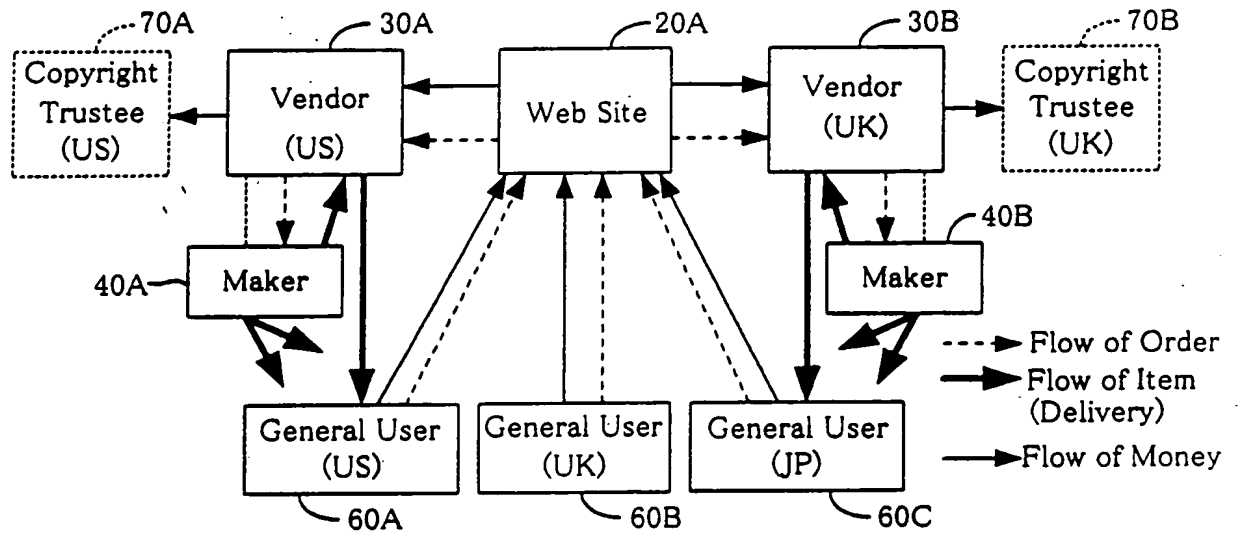 70A
30A
20A
30B
70B
Copyright
Trustee
(US)
Vendor
(US)
Web Site
Vendor
(UK)
Copyright
Trustee
(UK)
40A
Maker
40B
Maker
General User
(US)
General User
(UK)
General User
(JP)
60A
60B
60C
Flow of Order
Flow of Item
(Delivery)
Flow of Money